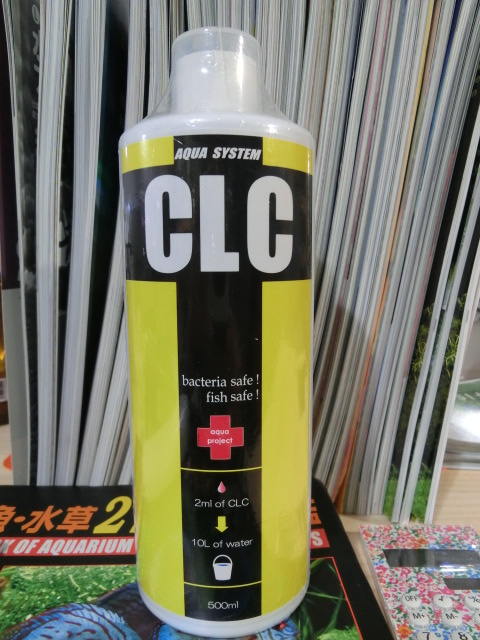 AQUA SYSTEM
CLC
bacteria safe !
fish safe !
aqua
project
2ml of CLC
10L of water
500ml
·水草2
OF AQUARIUM
OFF
M-
M+